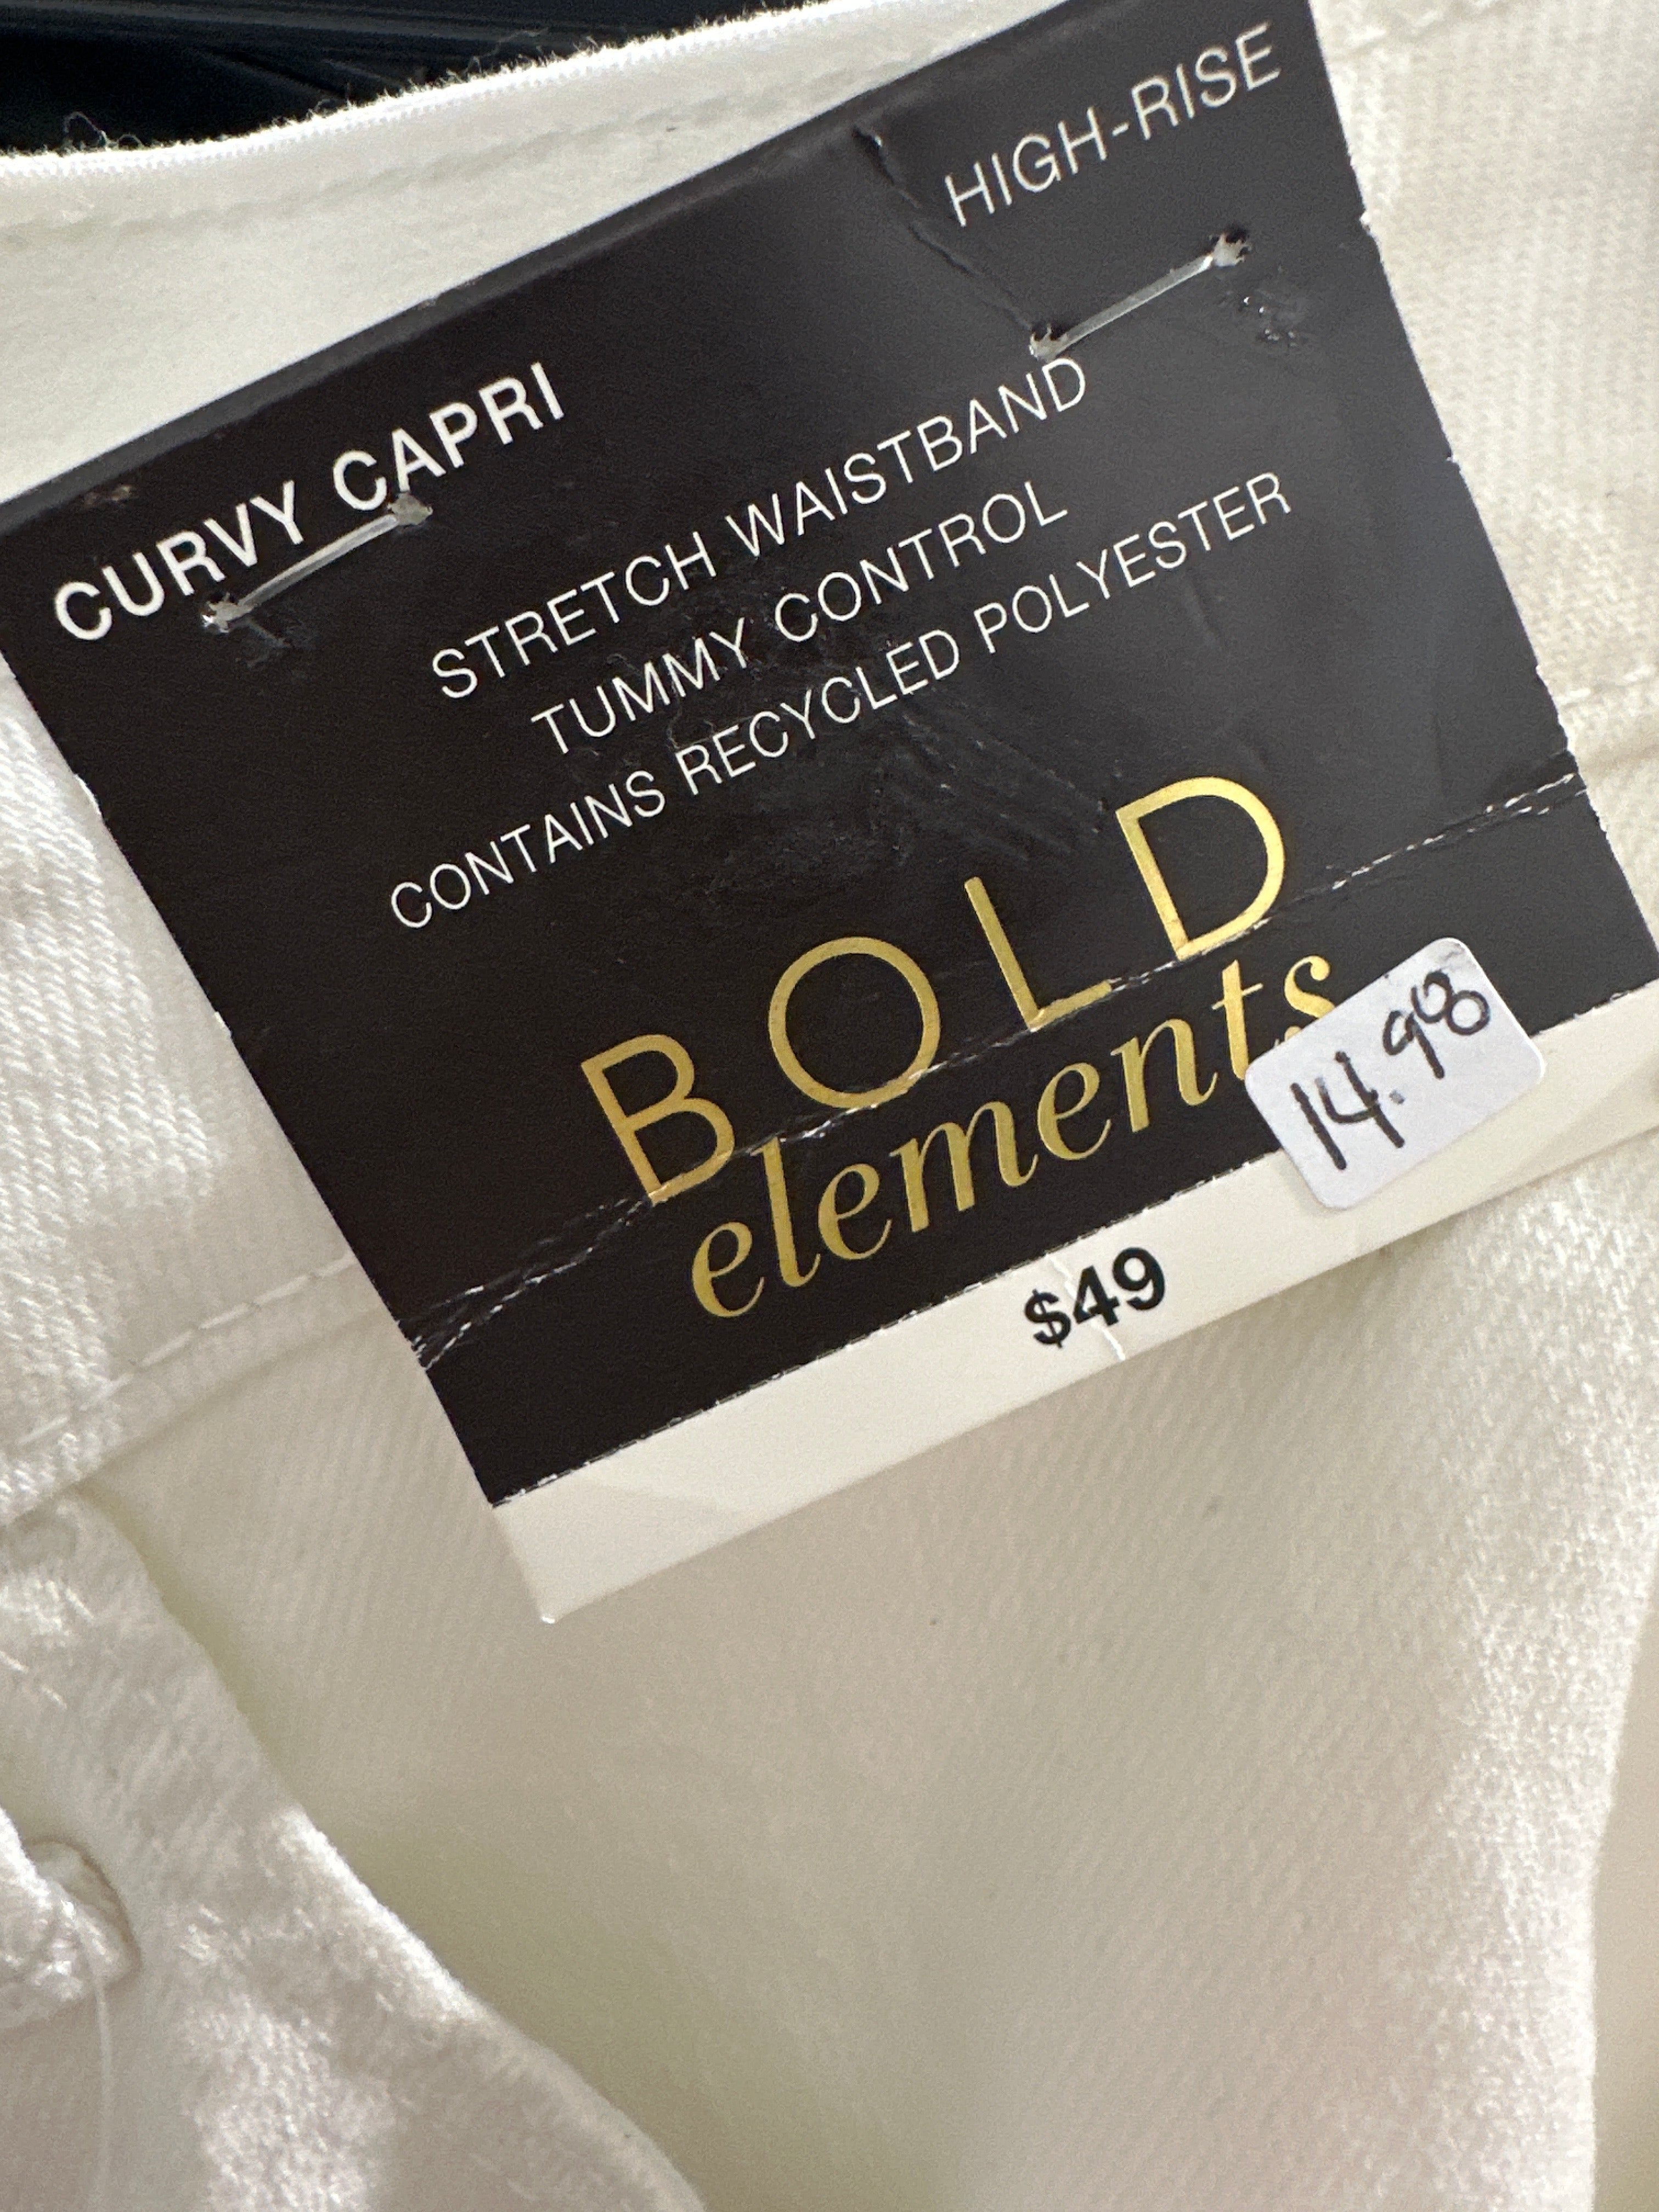 HIGH-RISE
CURVY CAPRI
STRETCH WAISTBAND
TUMMY CONTROL
CONTAINS RECYCLED POLYESTER
BOLD
elements
14.98
$49